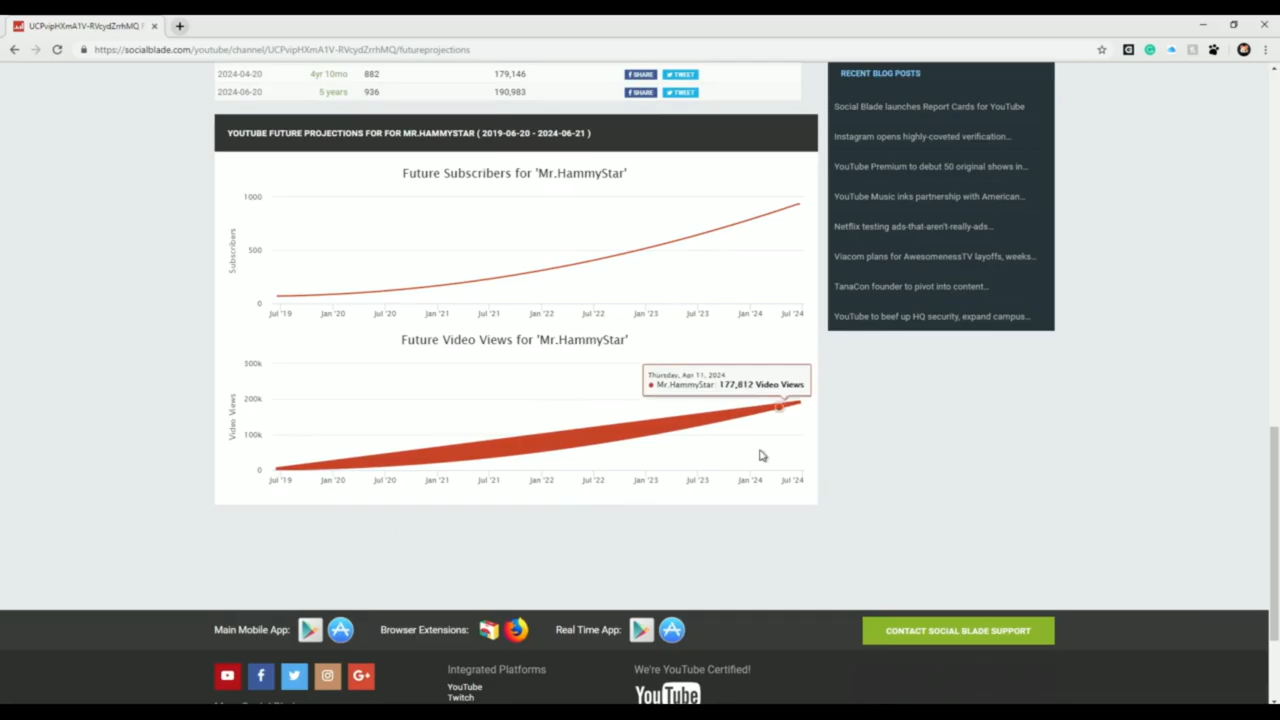 UCPvipHXmA1V-RVcydZrrhMQ F
https://socialblade.com/youtube/channel/UCPvipHXmA1V-RVcydZrrhMQ/futureprojections
2024-04-20 4yr 10mo 882 179,146 SHARE TWEET
2024-06-20 5 years 936 190,983 SHARE TWEET
YOUTUBE FUTURE PROJECTIONS FOR FOR MR.HAMMYSTAR ( 2019-06-20 - 2024-06-21 )
Future Subscribers for 'Mr.HammyStar'
Subscribers
1000
500
0
Jul '19 Jan '20 Jul '20 Jan '21 Jul '21 Jan '22 Jul '22 Jan '23 Jul '23 Jan '24 Jul '24
Future Video Views for 'Mr.HammyStar'
Video Views
300k
200k
100k
0
Thursday, Apr 11, 2024
Mr.HammyStar: 177,812 Video Views
Jul '19 Jan '20 Jul '20 Jan '21 Jul '21 Jan '22 Jul '22 Jan '23 Jul '23 Jan '24 Jul '24
RECENT BLOG POSTS
Social Blade launches Report Cards for YouTube
Instagram opens highly-coveted verification...
YouTube Premium to debut 50 original shows in...
YouTube Music inks partnership with American...
Netflix testing ads-that-aren't-really-ads...
Viacom plans for AwesomenessTV layoffs, weeks...
TanaCon founder to pivot into content...
YouTube to beef up HQ security, expand campus...
Main Mobile App: Browser Extensions: Real Time App:
CONTACT SOCIAL BLADE SUPPORT
Integrated Platforms
YouTube
Twitch
We're YouTube Certified!
YouTube